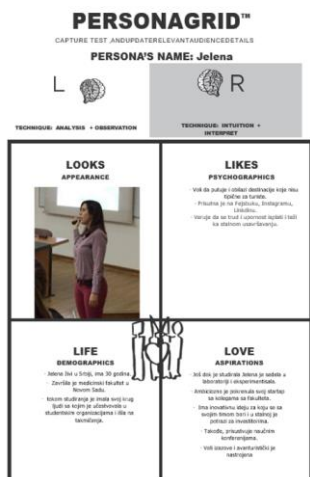 PERSONAGRID™
CAPTURE TEST ,ANDUPDATERELEVANTAUDIENCEDETAILS
PERSONA'S NAME: Jelena
L
R
TECHNIQUE: ANALYSIS + OBSERVATION
TECHNIQUE: INTUITION +
INTERPRET
LOOKS
APPEARANCE
LIKES
PSYCHOGRAPHICS
· Voli da putuje i obilazi destinacije koje nisu
tipične za turiste.
· Prisutna je na Fejsbuku, Instagramu,
Linkdinu.
· Veruje da se trud i upornost isplati i teži
ka stalnom usavršavanju.
LIFE
DEMOGRAPHICS
· Jelena živi u Srbiji, ima 30 godina.
· Završila je medicinski fakultet u
Novom Sadu.
· tokom studiranja je imala svoj krug
ljudi sa kojim je učestvovala u
studentskim organizacijama i išla na
takmičenja.
LOVE
ASPIRATIONS
· Još dok je studirala Jelena je sedela u
laboratoriji i eksperimentisala.
· Ambiciozno je pokrenula svoj startap
sa kolegama sa fakulteta.
· Ima inovativnu ideju za koju se sa
svojim timom bori i u stalnoj je
potrazi za investitorima.
· Takođe, prisustvuje naučnim
konferencijama.
· Voli izazove i avanturistički je
nastrojena